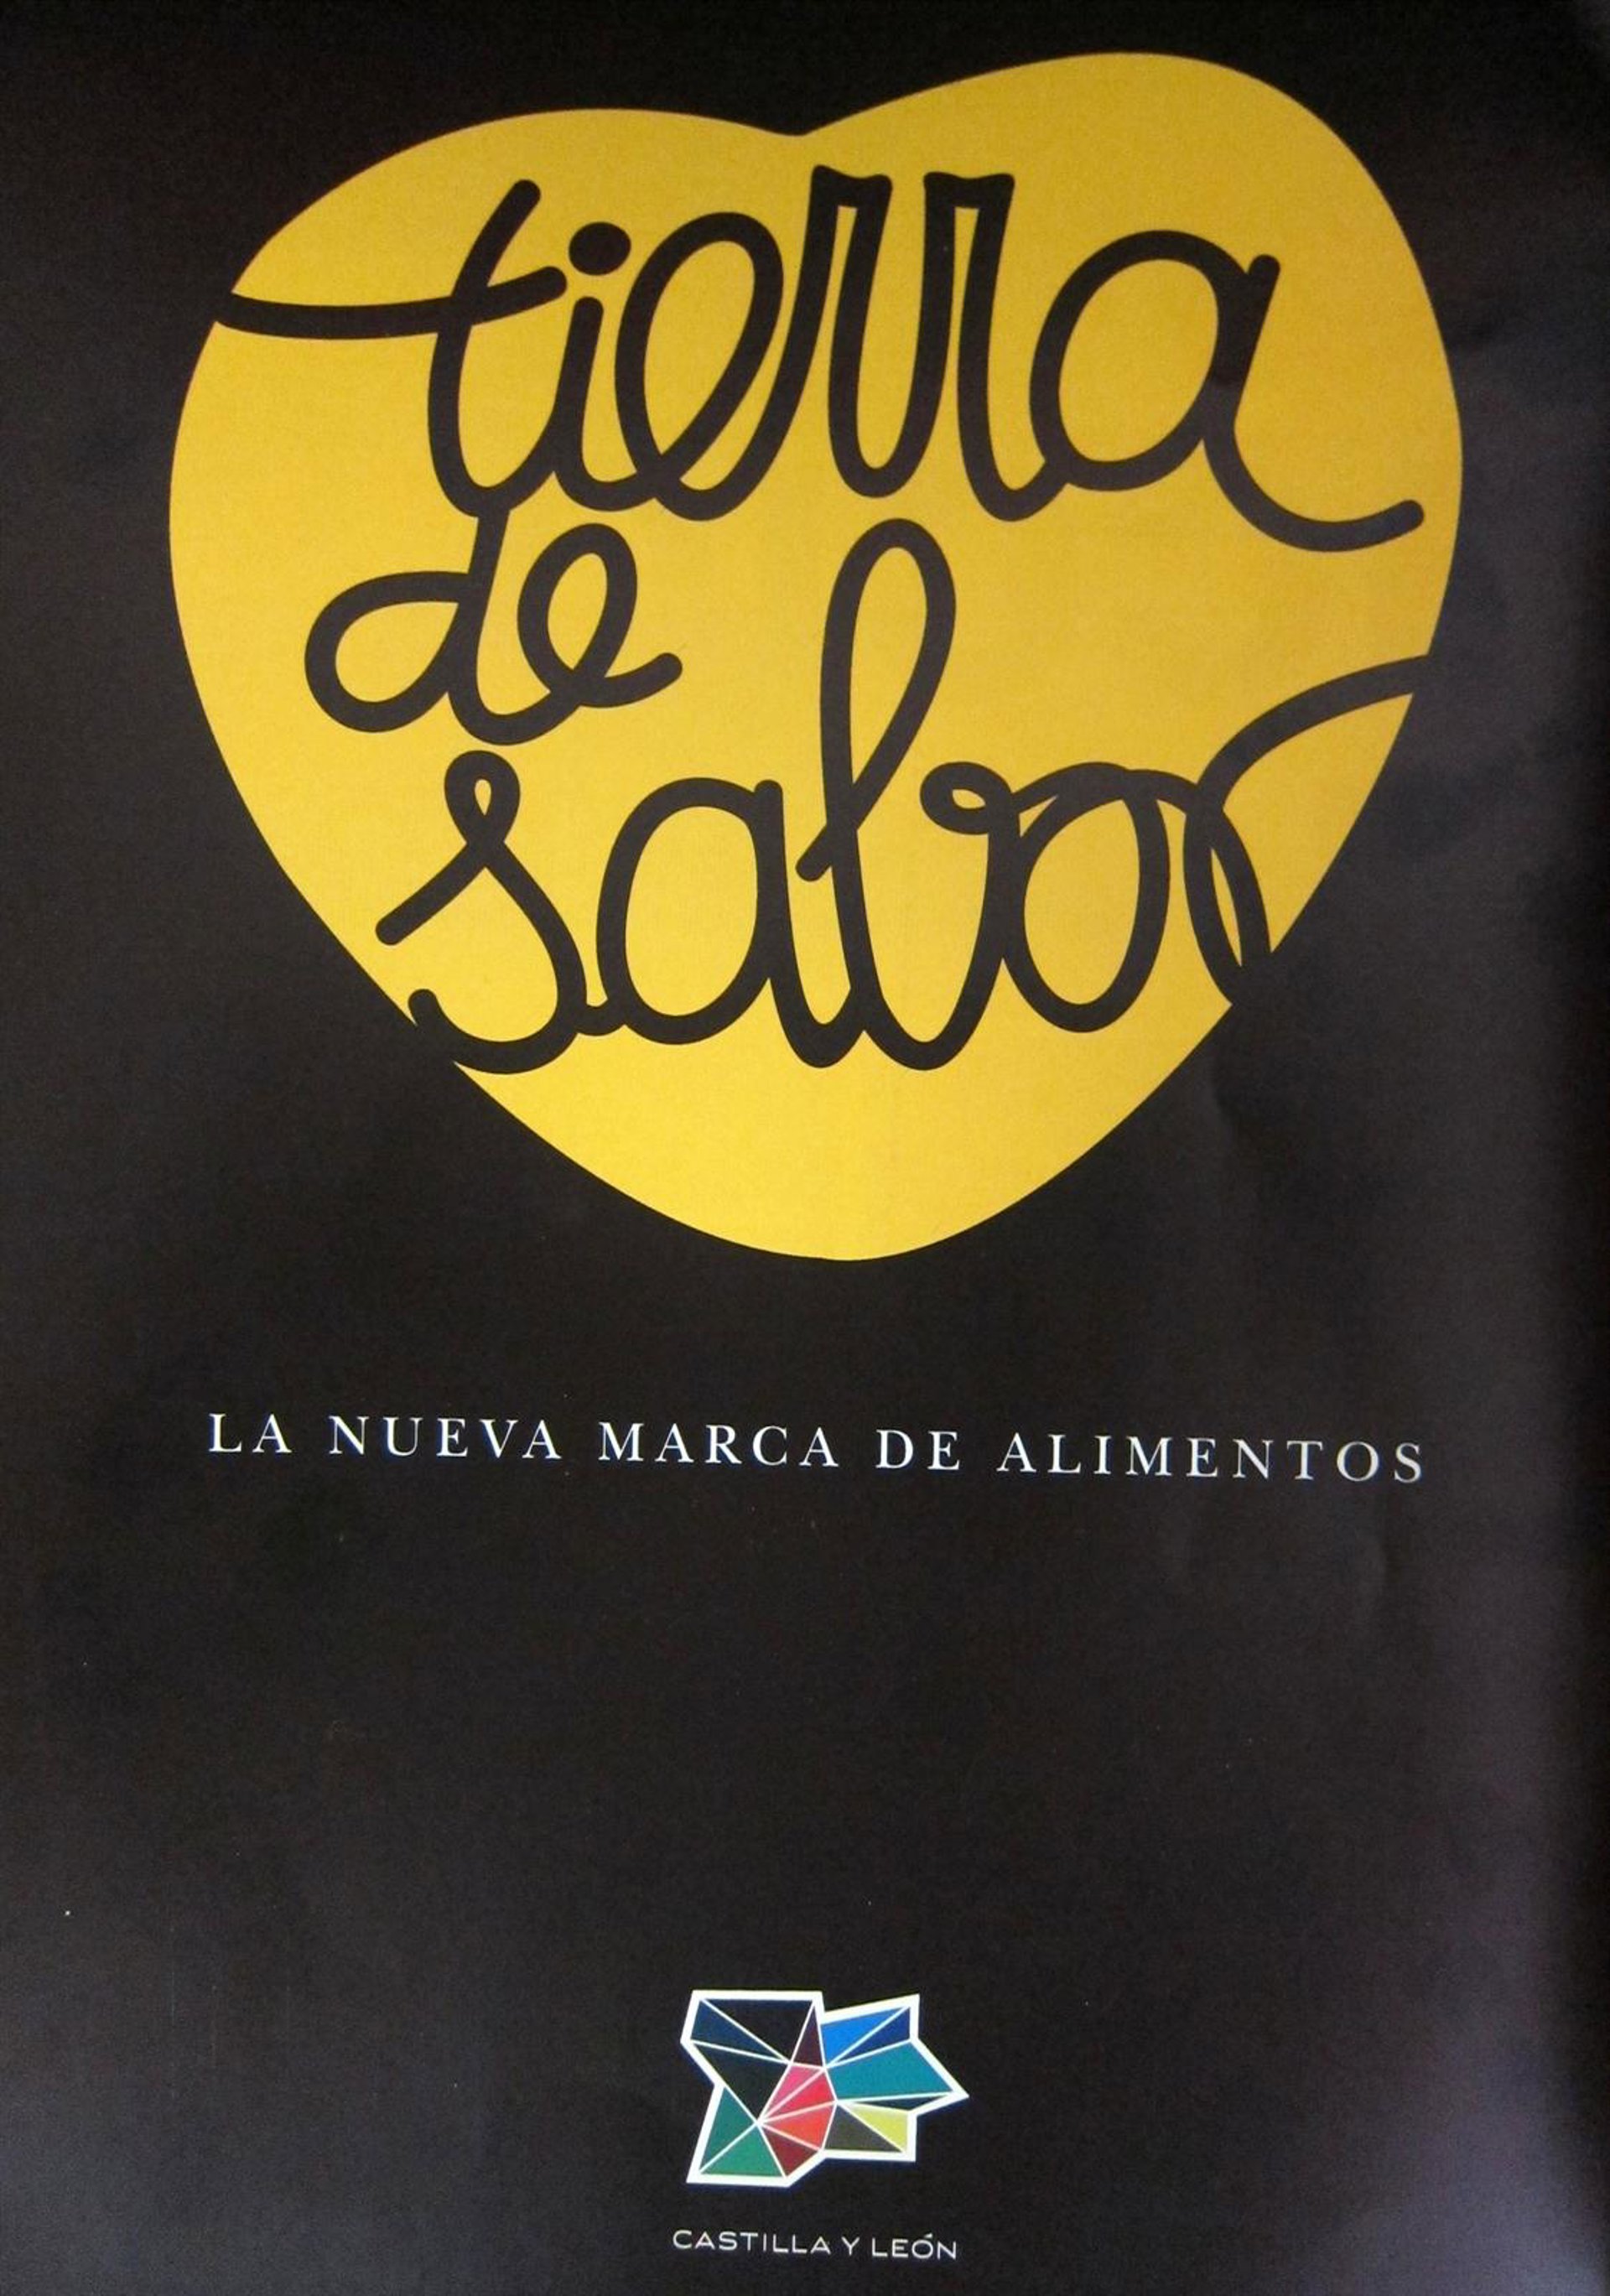 tierra
de
sabor
LA NUEVA MARCA DE ALIMENTOS
CASTILLA Y LEÓN